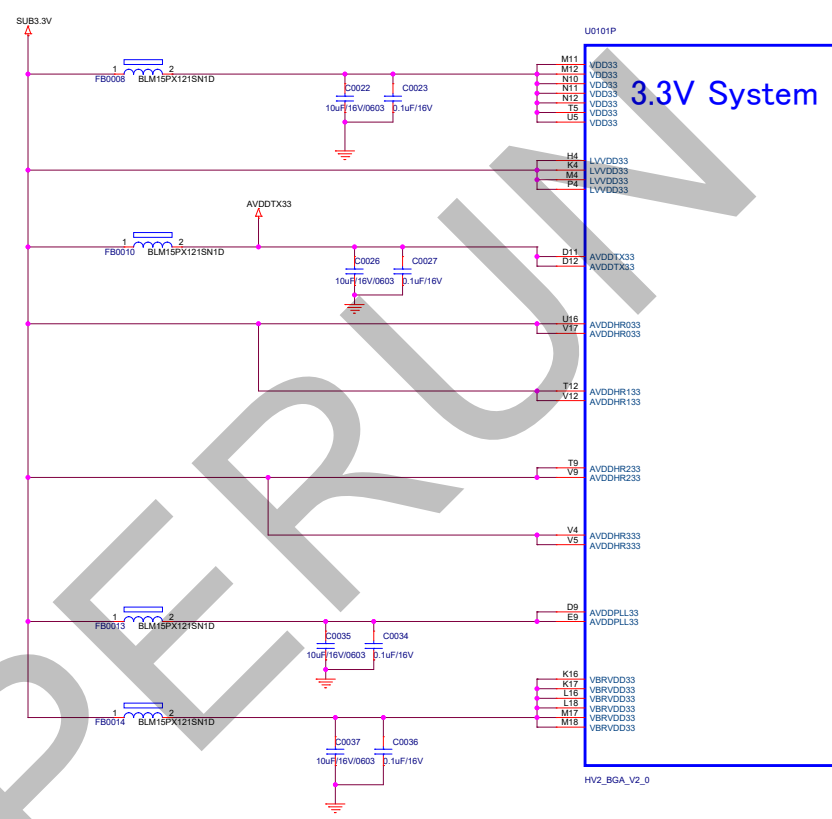 SUB3.3V
U0101P
3.3V System
1 2
FB0008 BLM15PX121SN1D
C0022 C0023
10uF/16V/0603 0.1uF/16V
M11 VDD33
M12 VDD33
N10 VDD33
N11 VDD33
N12 VDD33
T5 VDD33
U5 VDD33
H4 LVVDD33
K4 LVVDD33
M4 LVVDD33
P4 LVVDD33
AVDDTX33
1 2
FB0010 BLM15PX121SN1D
C0026 C0027
10uF/16V/0603 0.1uF/16V
D11 AVDDTX33
D12 AVDDTX33
U16 AVDDHR033
V17 AVDDHR033
T12 AVDDHR133
V12 AVDDHR133
T9 AVDDHR233
V9 AVDDHR233
V4 AVDDHR333
V5 AVDDHR333
1 2
FB0013 BLM15PX121SN1D
C0035 C0034
10uF/16V/0603 0.1uF/16V
D9 AVDDPLL33
E9 AVDDPLL33
K16 VBRVDD33
K17 VBRVDD33
L16 VBRVDD33
L18 VBRVDD33
M17 VBRVDD33
M18 VBRVDD33
1 2
FB0014 BLM15PX121SN1D
C0037 C0036
10uF/16V/0603 0.1uF/16V
HV2_BGA_V2_0
PERUN